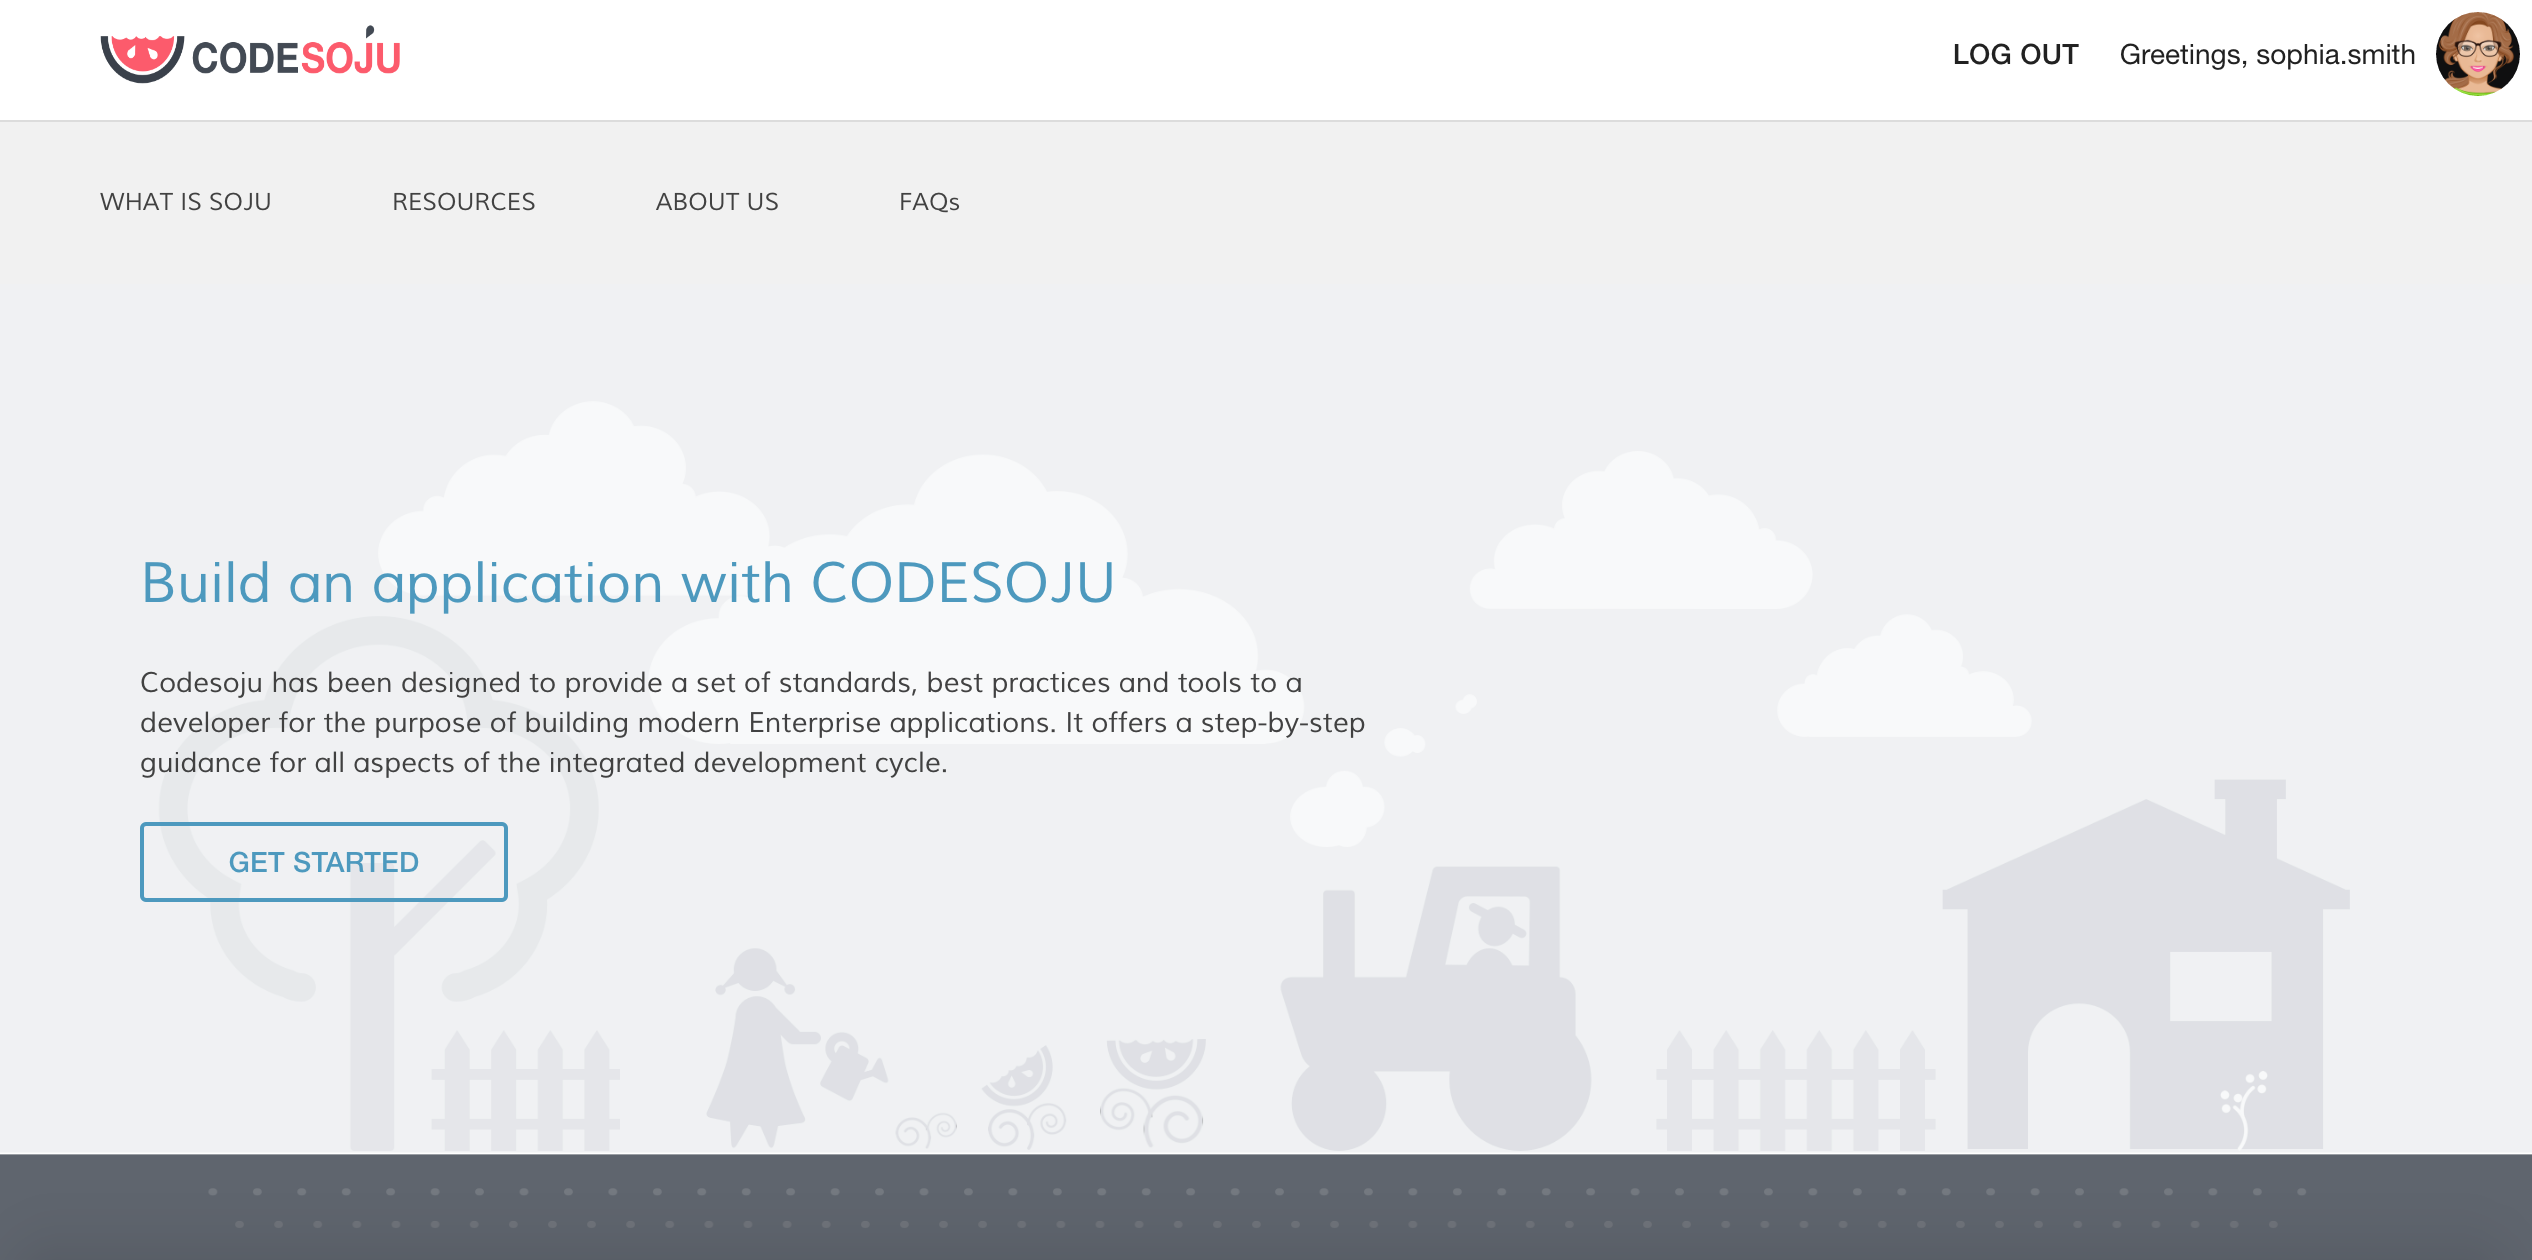 CODESOJU
LOG OUT
Greetings, sophia.smith
WHAT IS SOJU
RESOURCES
ABOUT US
FAQs
Build an application with CODESOJU
Codesoju has been designed to provide a set of standards, best practices and tools to a
developer for the purpose of building modern Enterprise applications. It offers a step-by-step
guidance for all aspects of the integrated development cycle.
GET STARTED